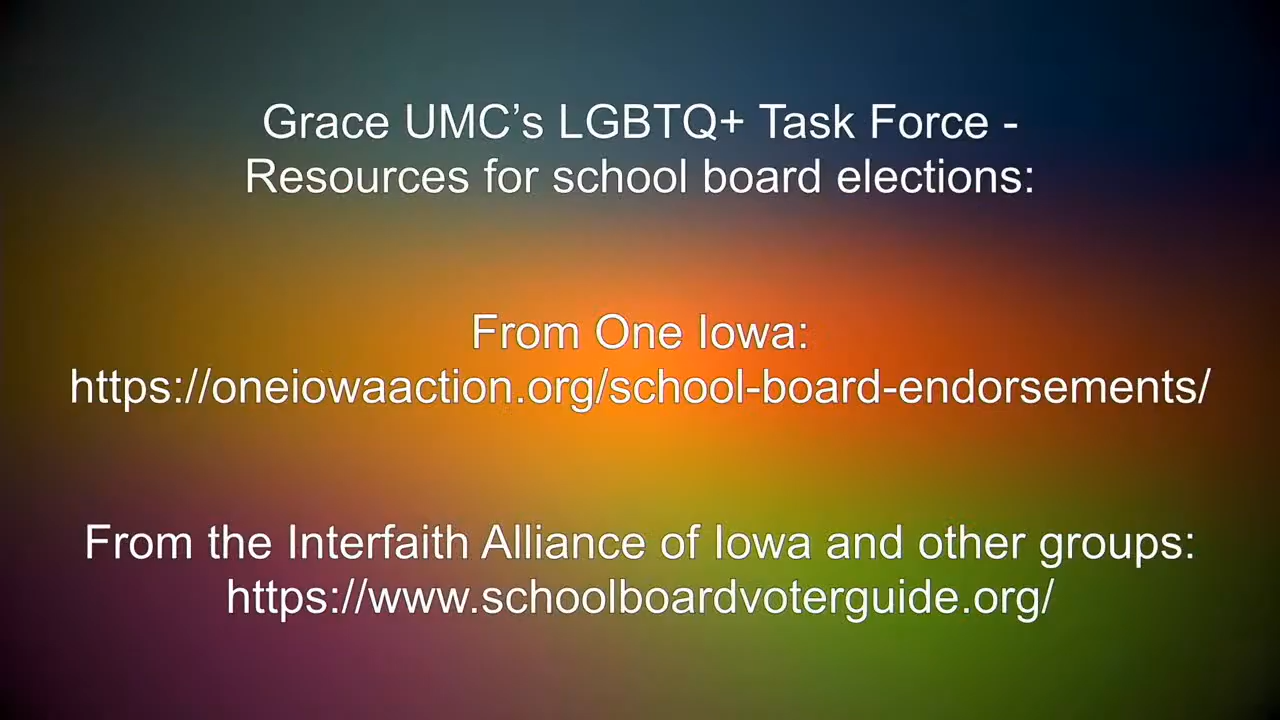 Grace UMC’s LGBTQ+ Task Force -
Resources for school board elections:
From One Iowa:
https://oneiowaaction.org/school-board-endorsements/
From the Interfaith Alliance of Iowa and other groups:
https://www.schoolboardvoterguide.org/